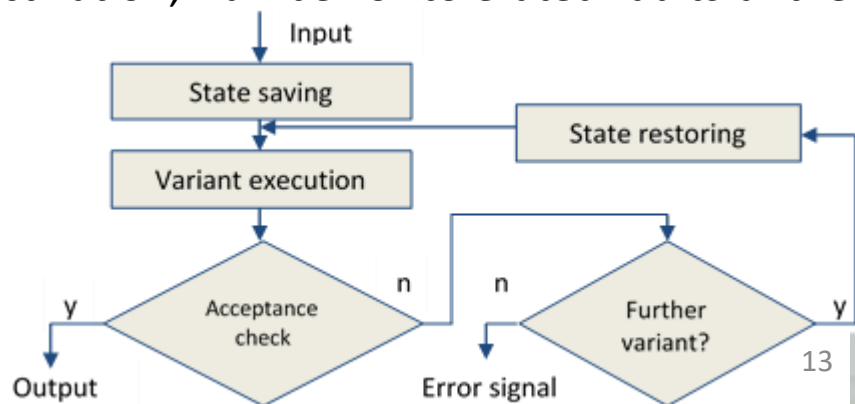 Input
State saving
State restoring
Variant execution
y
Acceptance
check
n
n
Further
variant?
y
13
Output
Error signal